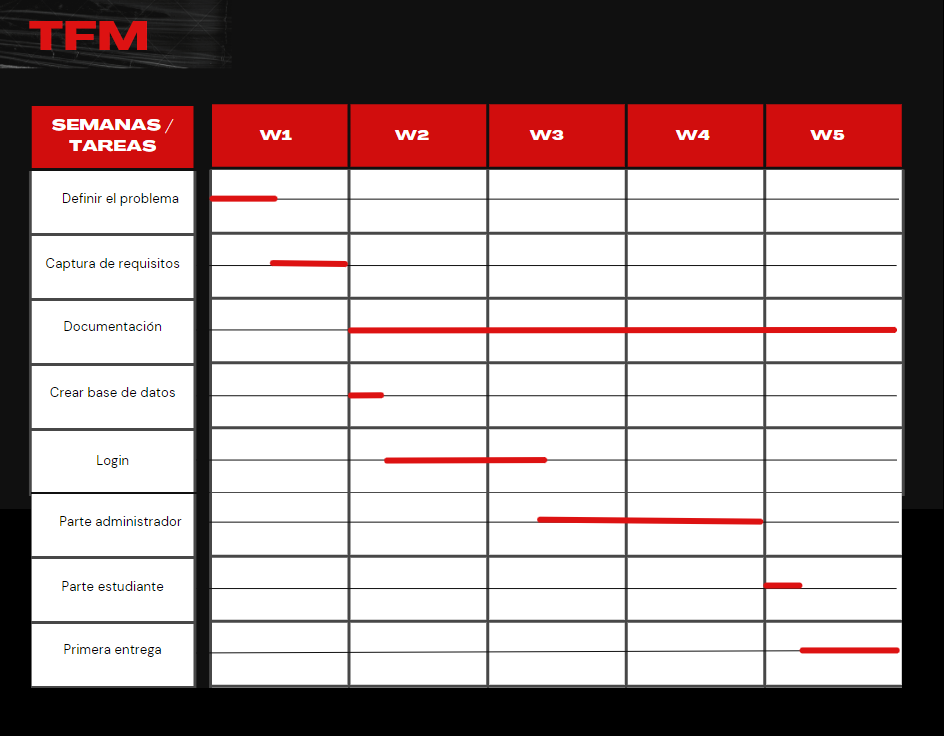 TFM
SEMANAS /
TAREAS
W1
W2
W3
W4
W5
Definir el problema
Captura de requisitos
Documentación
Crear base de datos
Login
Parte administrador
Parte estudiante
Primera entrega